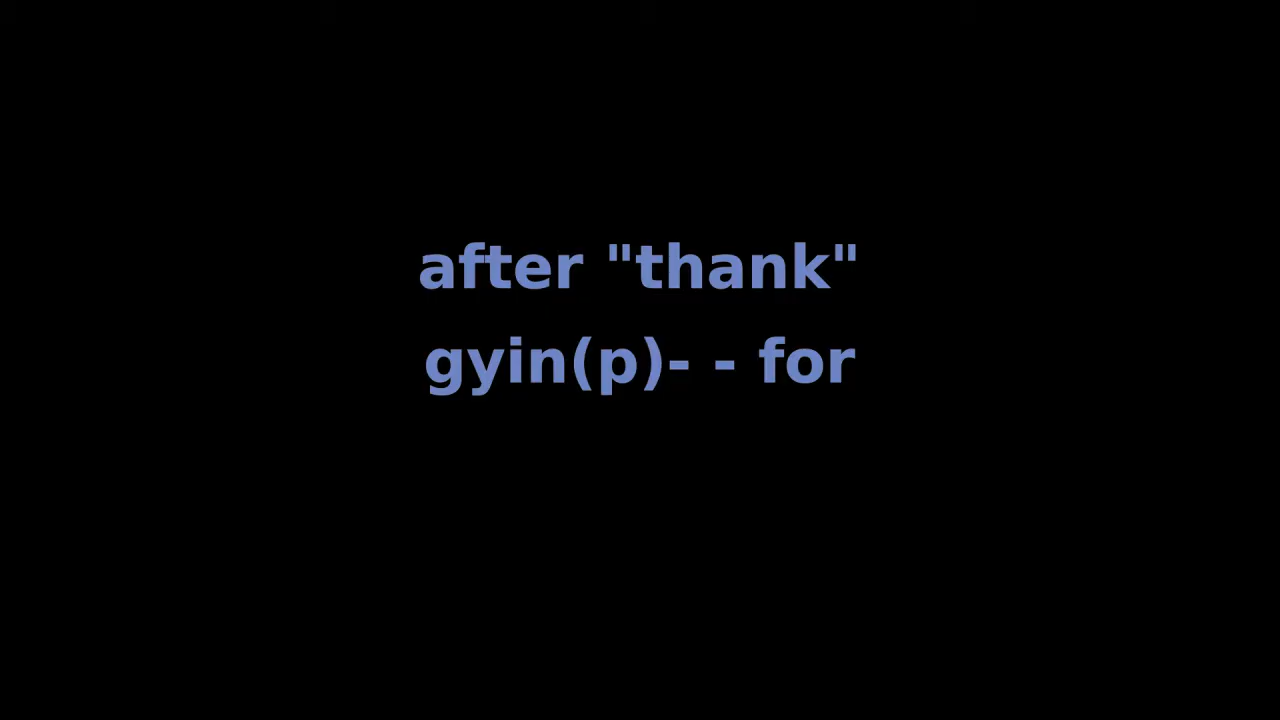 after "thank"
gyin(p)- - for